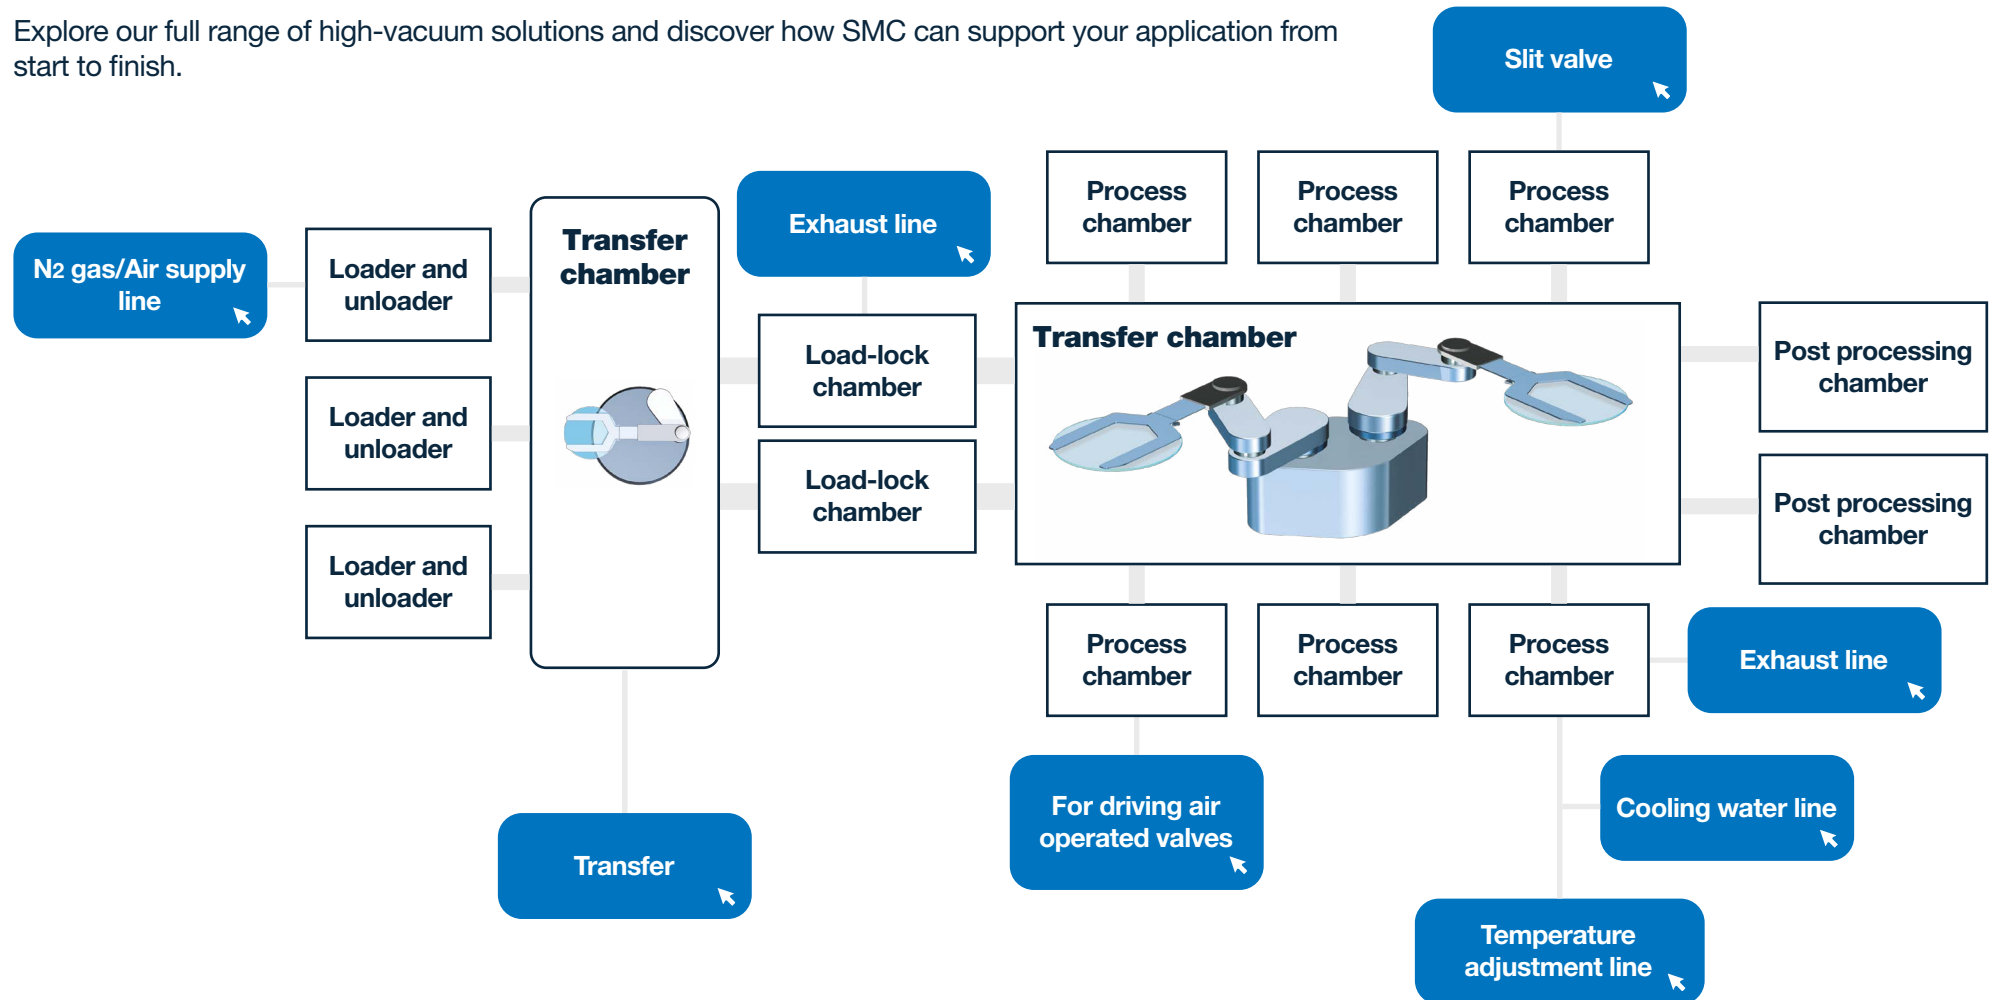 Explore our full range of high-vacuum solutions and discover how SMC can support your application from
start to finish.
Slit valve
Process
chamber
Process
chamber
Process
chamber
Exhaust line
Transfer
chamber
N2 gas/Air supply
line
Loader and
unloader
Loader and
unloader
Loader and
unloader
Load-lock
chamber
Load-lock
chamber
Transfer chamber
Post processing
chamber
Post processing
chamber
Process
chamber
Process
chamber
Process
chamber
Exhaust line
For driving air
operated valves
Cooling water line
Transfer
Temperature
adjustment line